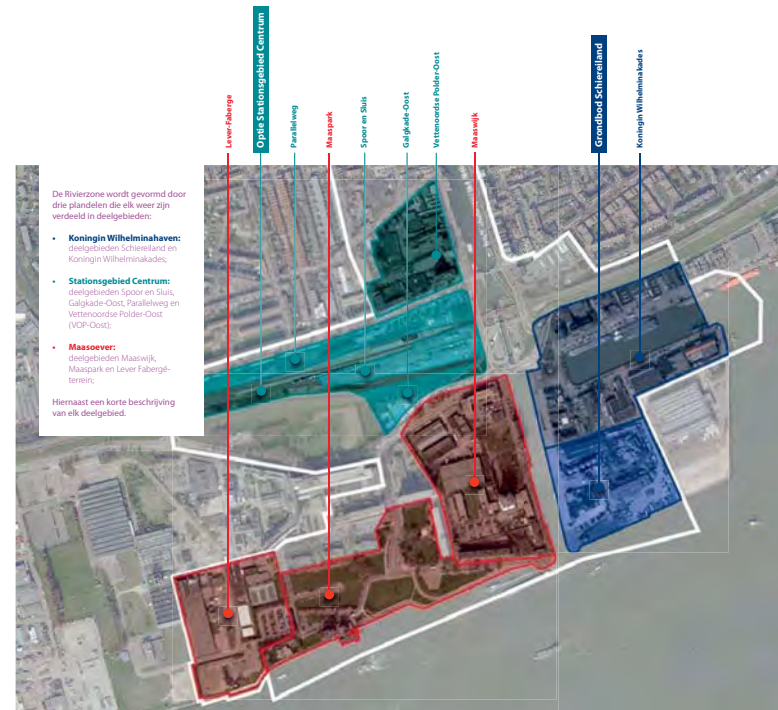 Lever-Faberge
Optie Stationsgebied Centrum
Parallelweg
Maaspark
Spoor en Sluis
Galgkade-Oost
Vettenoordse Polder-Oost
Maaswijk
Grondbod Schiereiland
Koningin Wilhelminakades
De Rivierzone wordt gevormd door
drie plandelen die elk weer zijn
verdeeld in deelgebieden:
• Koningin Wilhelminahaven:
deelgebieden Schiereiland en
Koningin Wilhelminakades;
• Stationsgebied Centrum:
deelgebieden Spoor en Sluis,
Galgkade-Oost, Parallelweg en
Vettenoordse Polder-Oost
(VOP-Oost);
• Maasoever:
deelgebieden Maaswijk,
Maaspark en Lever Fabergé-
terrein;
Hiernaast een korte beschrijving
van elk deelgebied.